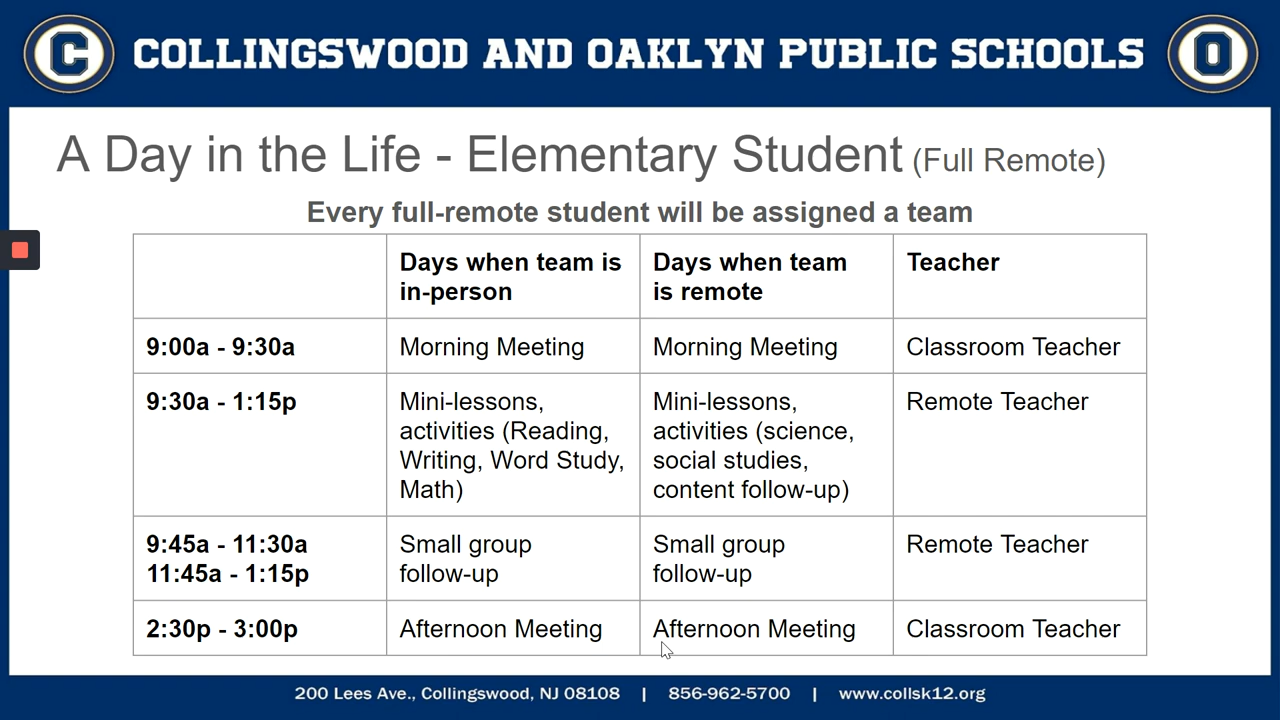 C COLLINGSWOOD AND OAKLYN PUBLIC SCHOOLS O
A Day in the Life - Elementary Student (Full Remote)
Every full-remote student will be assigned a team
Days when team is
in-person
Days when team
is remote
Teacher
9:00a - 9:30a
Morning Meeting
Morning Meeting
Classroom Teacher
9:30a - 1:15p
Mini-lessons,
activities (Reading,
Writing, Word Study,
Math)
Mini-lessons,
activities (science,
social studies,
content follow-up)
Remote Teacher
9:45a - 11:30a
11:45a - 1:15p
Small group
follow-up
Small group
follow-up
Remote Teacher
2:30p - 3:00p
Afternoon Meeting
Afternoon Meeting
Classroom Teacher
200 Lees Ave., Collingswood, NJ 08108 | 856-962-5700 | www.collsk12.org